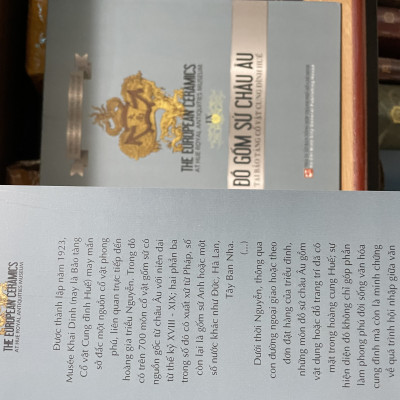 THE EUROPEAN CERAMICS
AT HUE ROYAL ANTIQUITIES MUSEUM
IX
ĐỒ GỐM SỨ CHÂU ÂU
TẠI BẢO TÀNG CỔ VẬT CUNG ĐÌNH HUẾ
THE EUROPEAN CERAMICS
AT HUE ROYAL ANTIQUITIES MUSEUM
Được thành lập năm 1923,
Musée Khai Dinh (nay là Bảo tàng
Cổ vật Cung đình Huế) may mắn
sở đắc một nguồn cổ vật phong
phú, liên quan trực tiếp đến
hoàng gia triều Nguyễn. Trong đó
có trên 700 món cổ vật gốm sứ có
nguồn gốc từ châu Âu với niên đại
từ thế kỷ XVIII - XIX; hai phần ba
trong số đó có xuất xứ từ Pháp, số
còn lại là gốm sứ Anh hoặc một
số nước khác như Đức, Hà Lan,
Tây Ban Nha.
(...)
Dưới thời Nguyễn, thông qua
con đường ngoại giao hoặc theo
đơn đặt hàng của triều đình,
những món đồ sứ châu Âu gồm
vật dụng hoặc đồ trang trí đã có
mặt trong hoàng cung Huế; sự
hiện diện đó không chỉ góp phần
làm phong phú đời sống văn hóa
cung đình mà còn là minh chứng
về quá trình hội nhập giữa văn